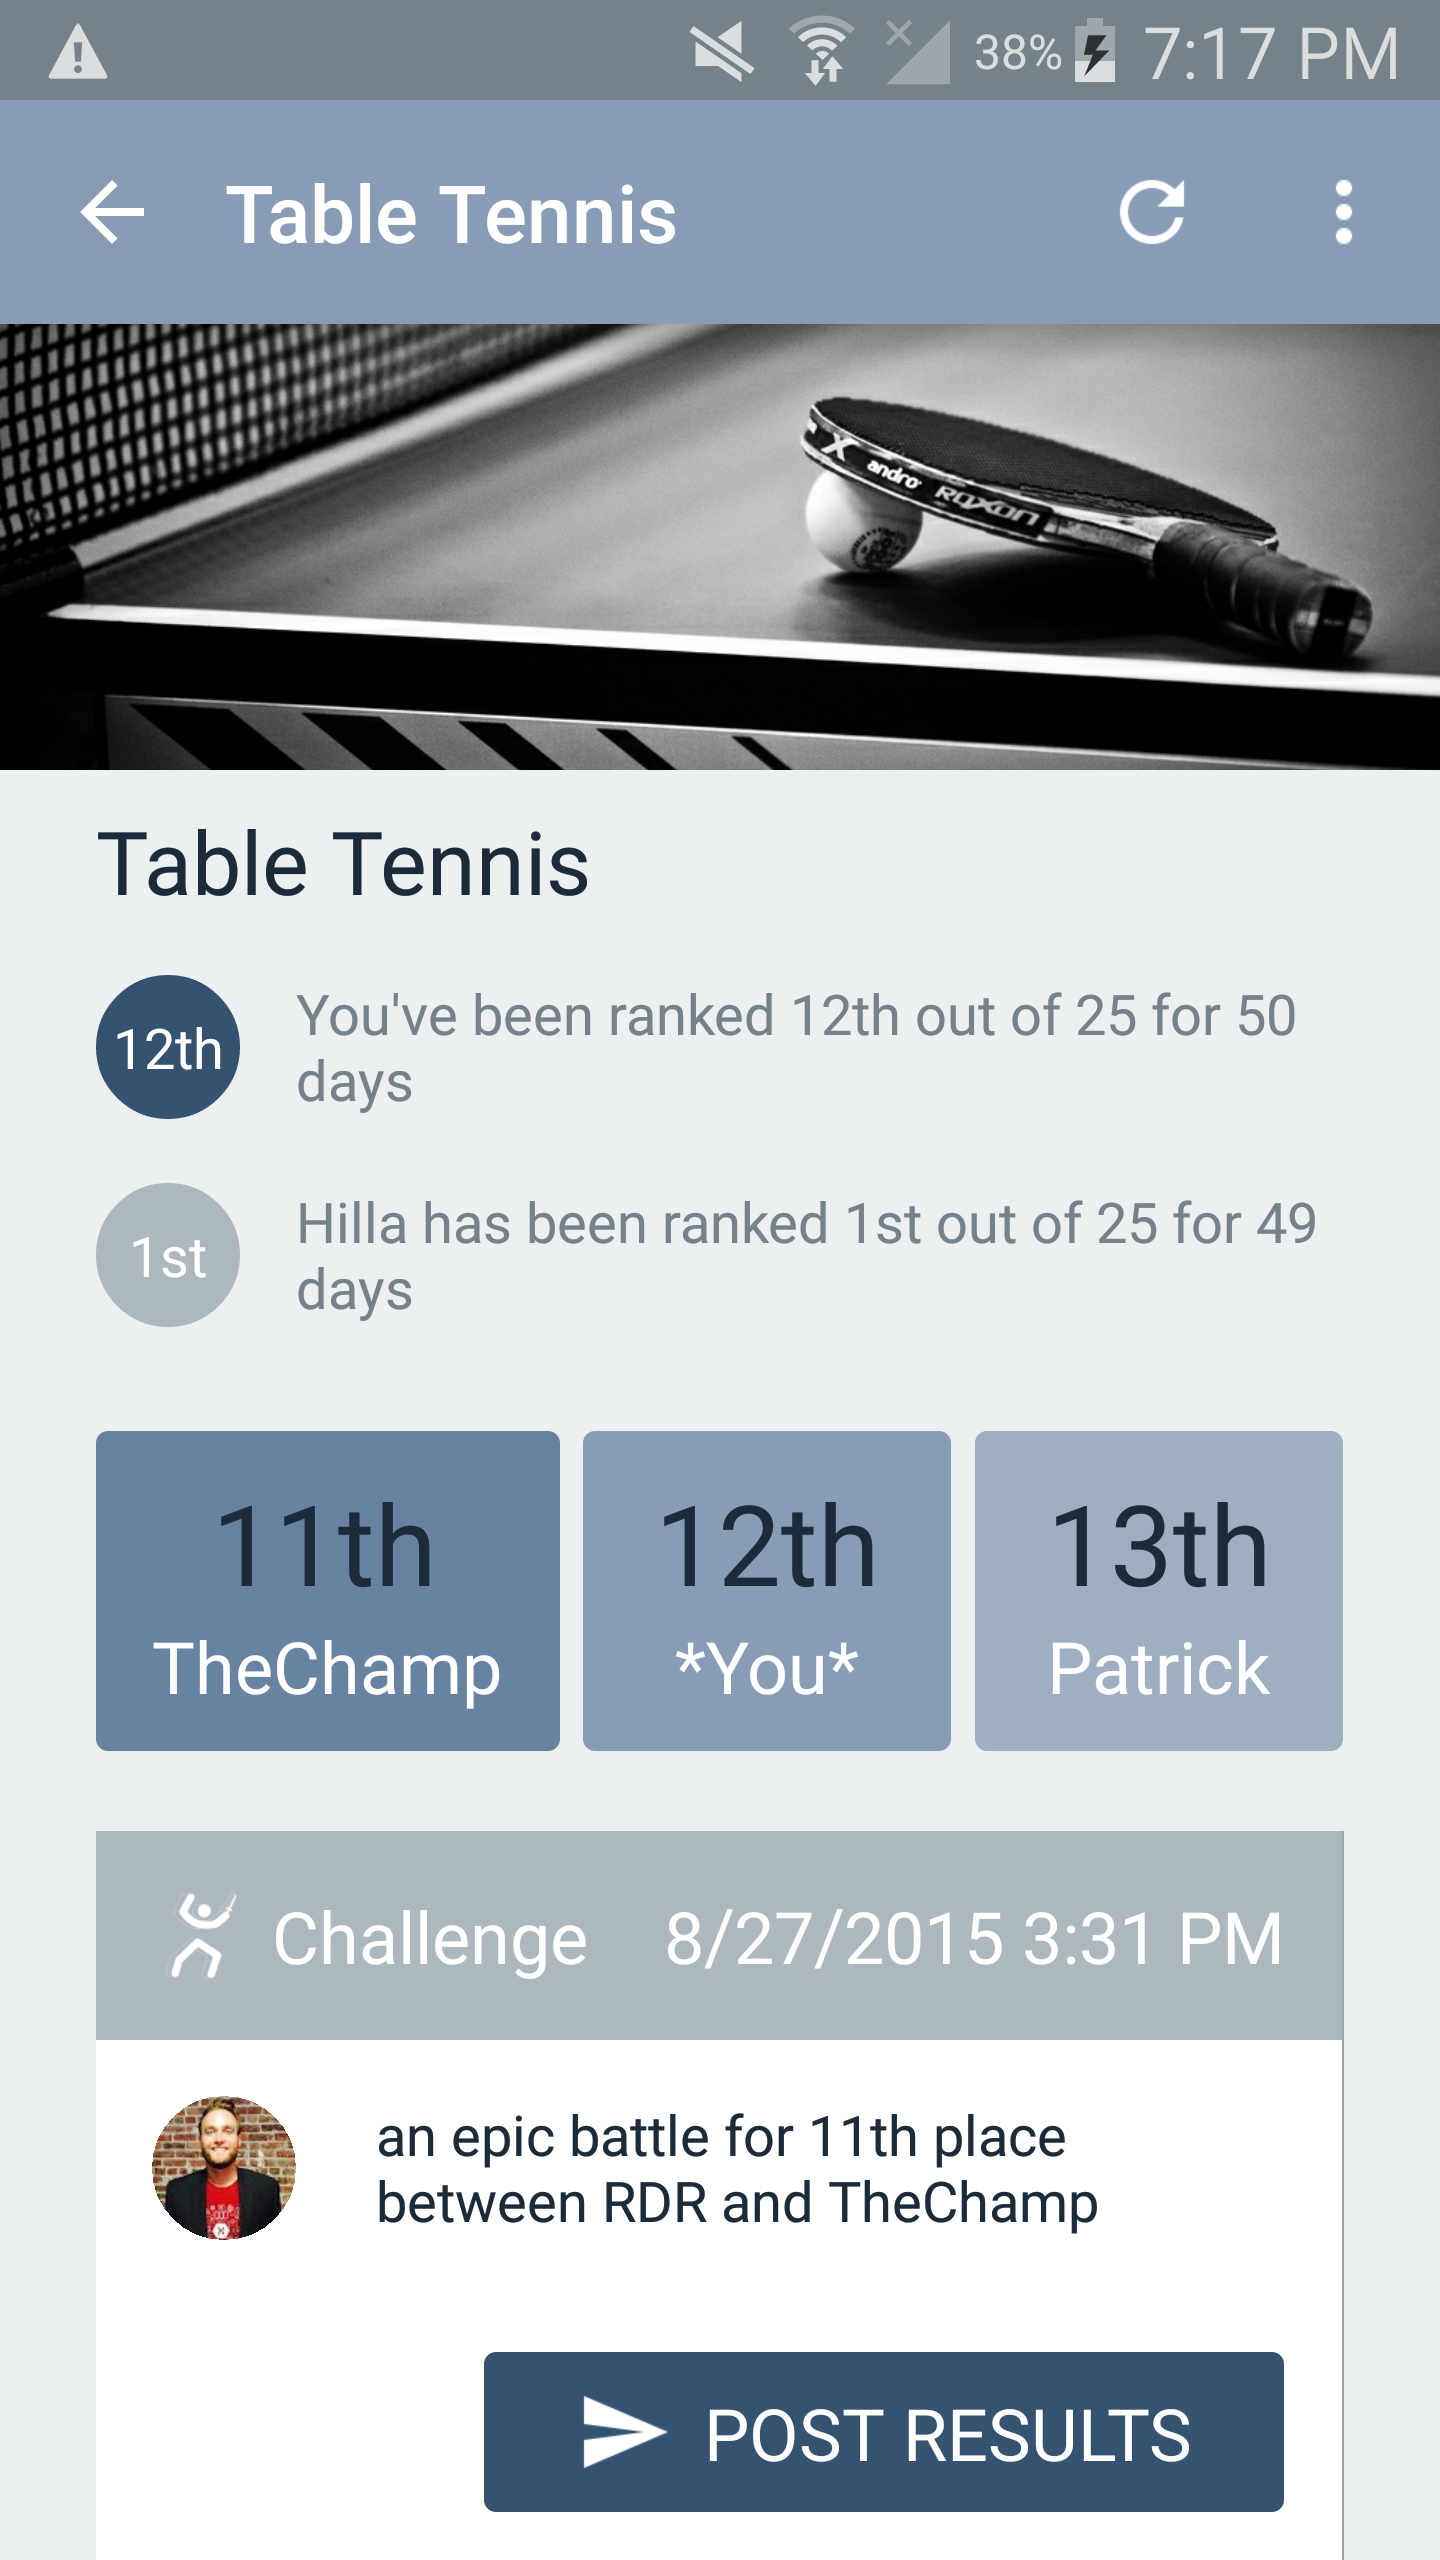 38% 7:17 PM
Table Tennis
X andro ROXON
Table Tennis
12th
You've been ranked 12th out of 25 for 50
days
1st
Hilla has been ranked 1st out of 25 for 49
days
11th 12th 13th
TheChamp *You* Patrick
Challenge 8/27/2015 3:31 PM
an epic battle for 11th place
between RDR and TheChamp
POST RESULTS